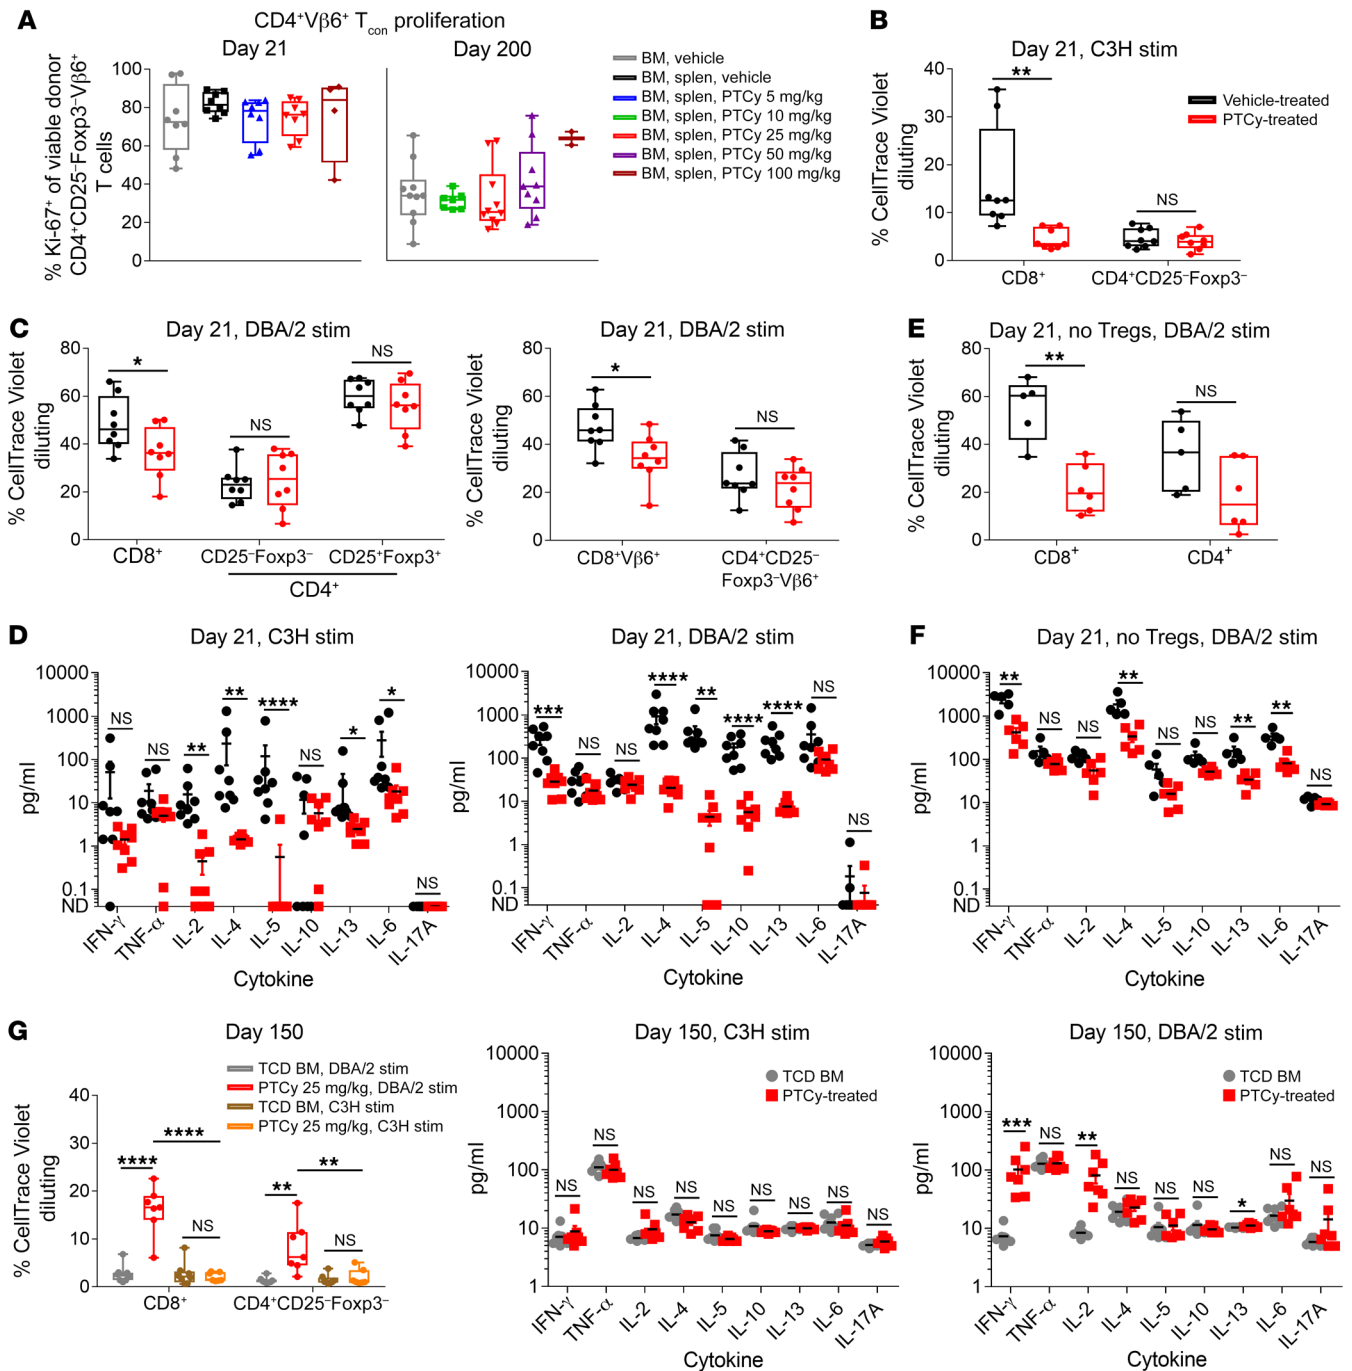 A
CD4⁺Vβ6⁺ T_con proliferation
Day 21
Day 200
% Ki-67⁺ of viable donor
CD4⁺CD25⁻Foxp3⁻Vβ6⁺
T cells
100
80
60
40
20
0
BM, vehicle
BM, splen, vehicle
BM, splen, PTCy 5 mg/kg
BM, splen, PTCy 10 mg/kg
BM, splen, PTCy 25 mg/kg
BM, splen, PTCy 50 mg/kg
BM, splen, PTCy 100 mg/kg
B
Day 21, C3H stim
% CellTrace Violet
diluting
40
30
20
10
0
**
NS
Vehicle-treated
PTCy-treated
CD8⁺
CD4⁺CD25⁻Foxp3⁻
C
Day 21, DBA/2 stim
% CellTrace Violet
diluting
80
60
40
20
0
*
NS
NS
CD8⁺
CD25⁻Foxp3⁻
CD25⁺Foxp3⁺
CD4⁺
Day 21, DBA/2 stim
% CellTrace Violet
diluting
80
60
40
20
0
*
NS
CD8⁺Vβ6⁺
CD4⁺CD25⁻
Foxp3⁻Vβ6⁺
E
Day 21, no Tregs, DBA/2 stim
% CellTrace Violet
diluting
80
60
40
20
0
**
NS
CD8⁺
CD4⁺
D
Day 21, C3H stim
pg/ml
10000
1000
100
10
1
0.1
ND
NS
NS
**
**
****
NS
*
*
NS
IFN-γ
TNF-α
IL-2
IL-4
IL-5
IL-10
IL-13
IL-6
IL-17A
Cytokine
Day 21, DBA/2 stim
pg/ml
10000
1000
100
10
1
0.1
ND
***
NS
NS
****
**
****
****
NS
NS
IFN-γ
TNF-α
IL-2
IL-4
IL-5
IL-10
IL-13
IL-6
IL-17A
Cytokine
F
Day 21, no Tregs, DBA/2 stim
pg/ml
10000
1000
100
10
1
0.1
ND
**
NS
NS
**
NS
NS
**
**
NS
IFN-γ
TNF-α
IL-2
IL-4
IL-5
IL-10
IL-13
IL-6
IL-17A
Cytokine
G
Day 150
TCD BM, DBA/2 stim
PTCy 25 mg/kg, DBA/2 stim
TCD BM, C3H stim
PTCy 25 mg/kg, C3H stim
% CellTrace Violet
diluting
40
30
20
10
0
****
****
NS
**
**
NS
CD8⁺
CD4⁺CD25⁻Foxp3⁻
Day 150, C3H stim
TCD BM
PTCy-treated
pg/ml
10000
1000
100
10
1
NS
NS
NS
NS
NS
NS
NS
NS
NS
IFN-γ
TNF-α
IL-2
IL-4
IL-5
IL-10
IL-13
IL-6
IL-17A
Cytokine
Day 150, DBA/2 stim
TCD BM
PTCy-treated
pg/ml
10000
1000
100
10
1
***
NS
**
NS
NS
NS
*
NS
NS
IFN-γ
TNF-α
IL-2
IL-4
IL-5
IL-10
IL-13
IL-6
IL-17A
Cytokine